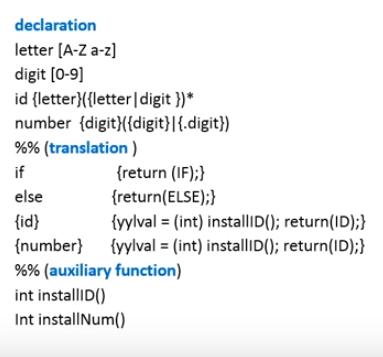 declaration
letter [A-Z a-z]
digit [0-9]
id {letter}({letter|digit })*
number {digit}({digit}|{.digit})
%% (translation )
if {return (IF);}
else {return(ELSE);}
{id} {yylval = (int) installID(); return(ID);}
{number} {yylval = (int) installID(); return(ID);}
%% (auxiliary function)
int installID()
Int installNum()